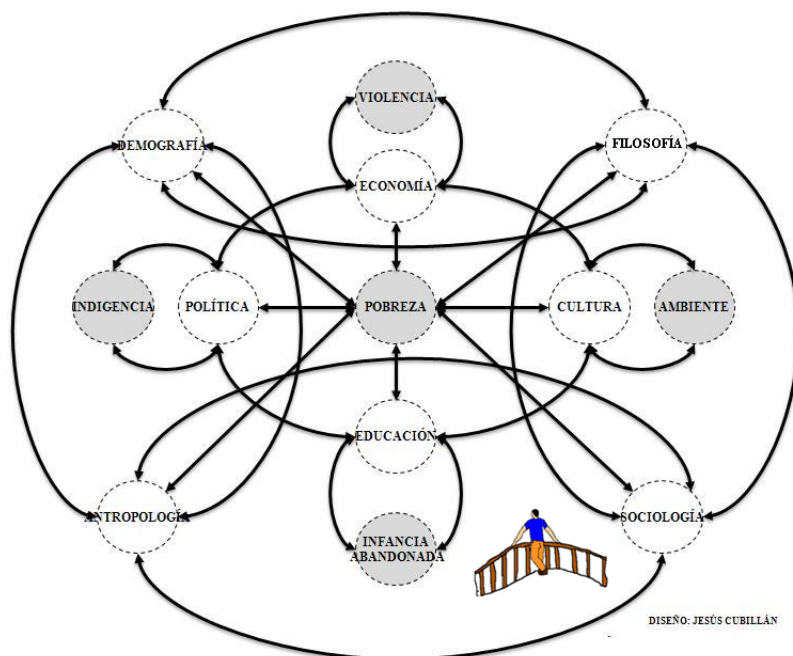 VIOLENCIA
DEMOGRAFÍA
FILOSOFÍA
ECONOMÍA
INDIGENCIA
POLÍTICA
POBREZA
CULTURA
AMBIENTE
EDUCACIÓN
ANTROPOLOGÍA
SOCIOLOGÍA
INFANCIA
ABANDONADA
DISEÑO: JESÚS CUBILLÁN